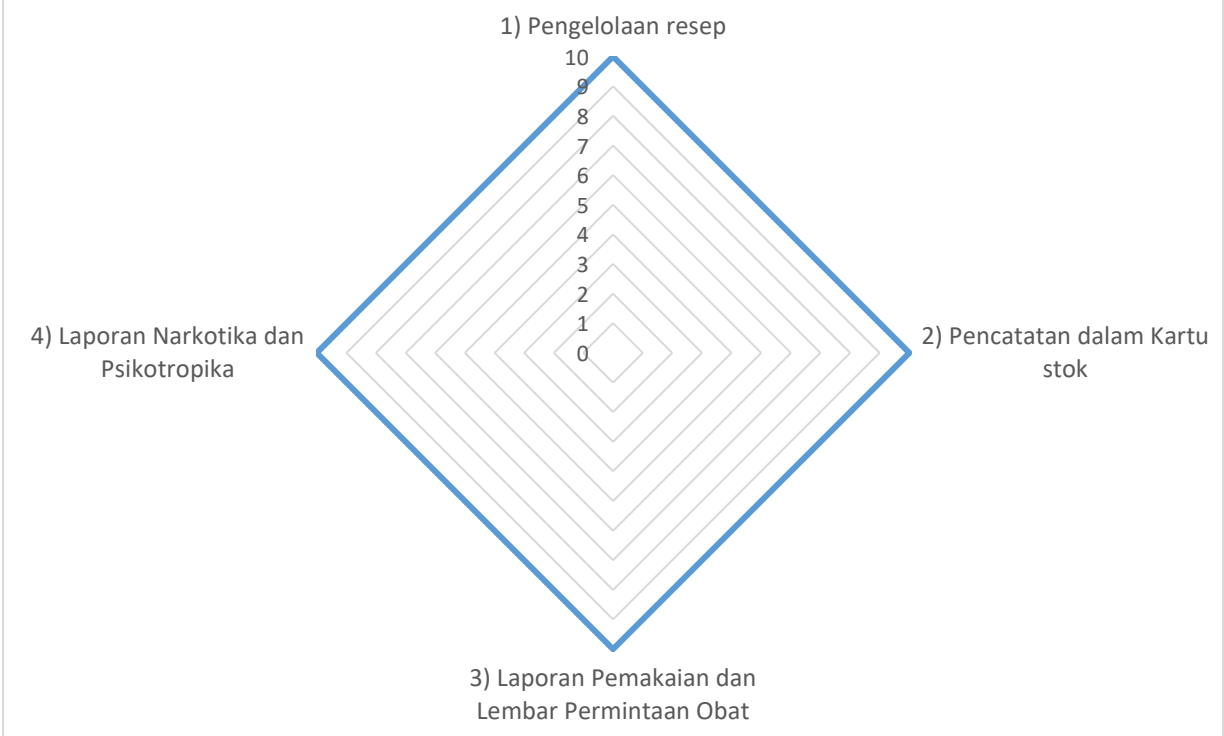 1) Pengelolaan resep
10
9
8
7
6
5
4
3
2
1
0
4) Laporan Narkotika dan
Psikotropika
2) Pencatatan dalam Kartu
stok
3) Laporan Pemakaian dan
Lembar Permintaan Obat